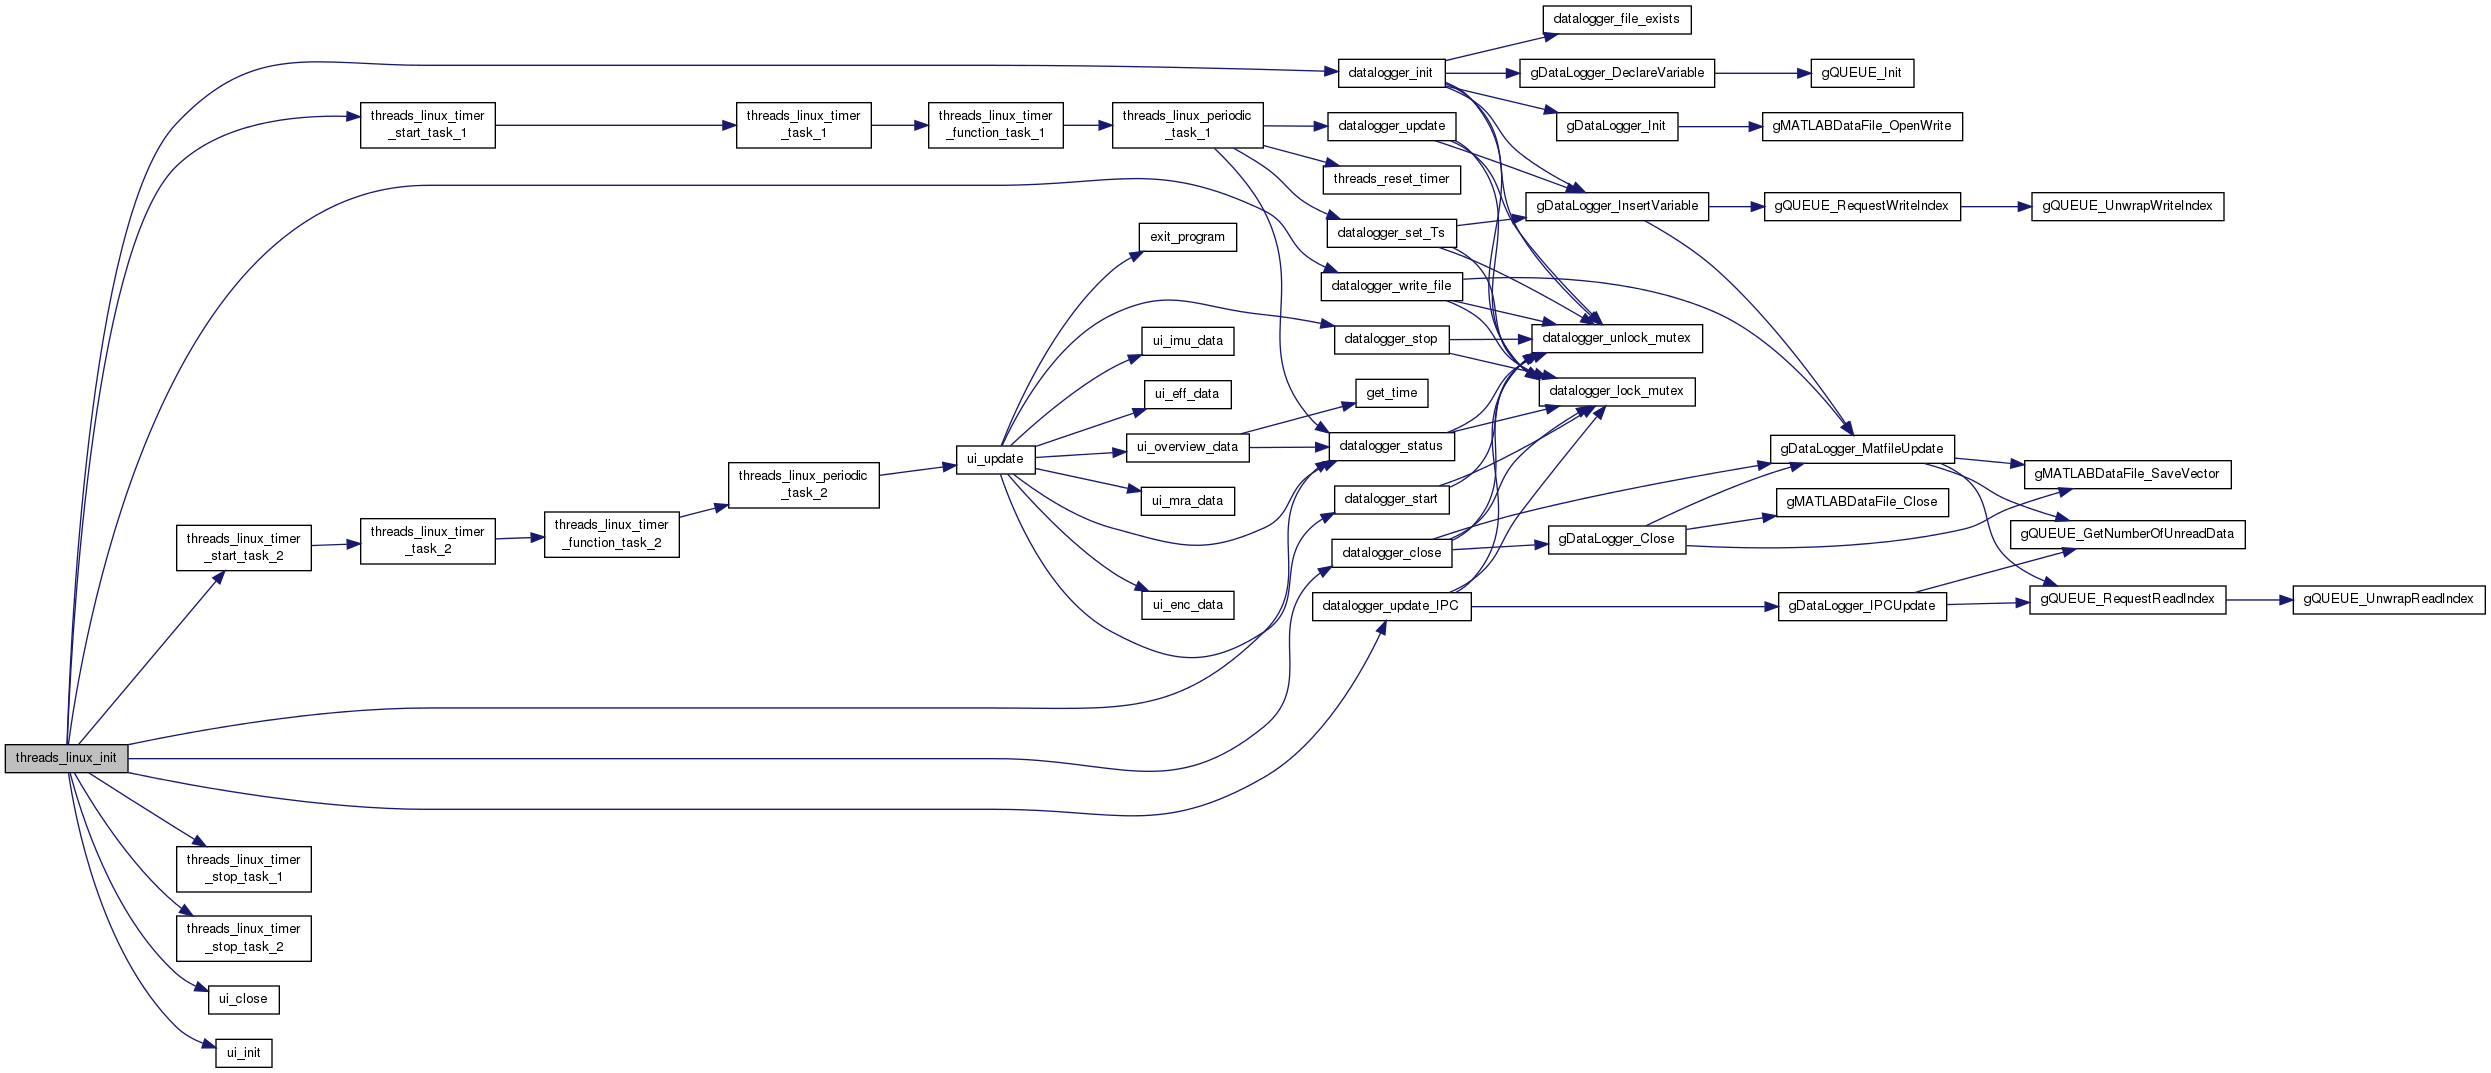 threads_linux_init
threads_linux_timer
_start_task_1
threads_linux_timer
_start_task_2
threads_linux_timer
_stop_task_1
threads_linux_timer
_stop_task_2
ui_close
ui_init
threads_linux_timer
_task_2
threads_linux_timer
_function_task_2
threads_linux_timer
_task_1
threads_linux_periodic
_task_2
threads_linux_timer
_function_task_1
ui_update
threads_linux_periodic
_task_1
exit_program
ui_imu_data
ui_eff_data
ui_overview_data
ui_mra_data
ui_enc_data
datalogger_init
datalogger_update
threads_reset_timer
datalogger_set_Ts
datalogger_write_file
datalogger_stop
get_time
datalogger_status
datalogger_start
datalogger_close
datalogger_update_IPC
datalogger_file_exists
gDataLogger_DeclareVariable
gDataLogger_Init
gDataLogger_InsertVariable
datalogger_unlock_mutex
datalogger_lock_mutex
gDataLogger_Close
gQUEUE_Init
gMATLABDataFile_OpenWrite
gQUEUE_RequestWriteIndex
gDataLogger_MatfileUpdate
gMATLABDataFile_Close
gDataLogger_IPCUpdate
gQUEUE_UnwrapWriteIndex
gMATLABDataFile_SaveVector
gQUEUE_GetNumberOfUnreadData
gQUEUE_RequestReadIndex
gQUEUE_UnwrapReadIndex